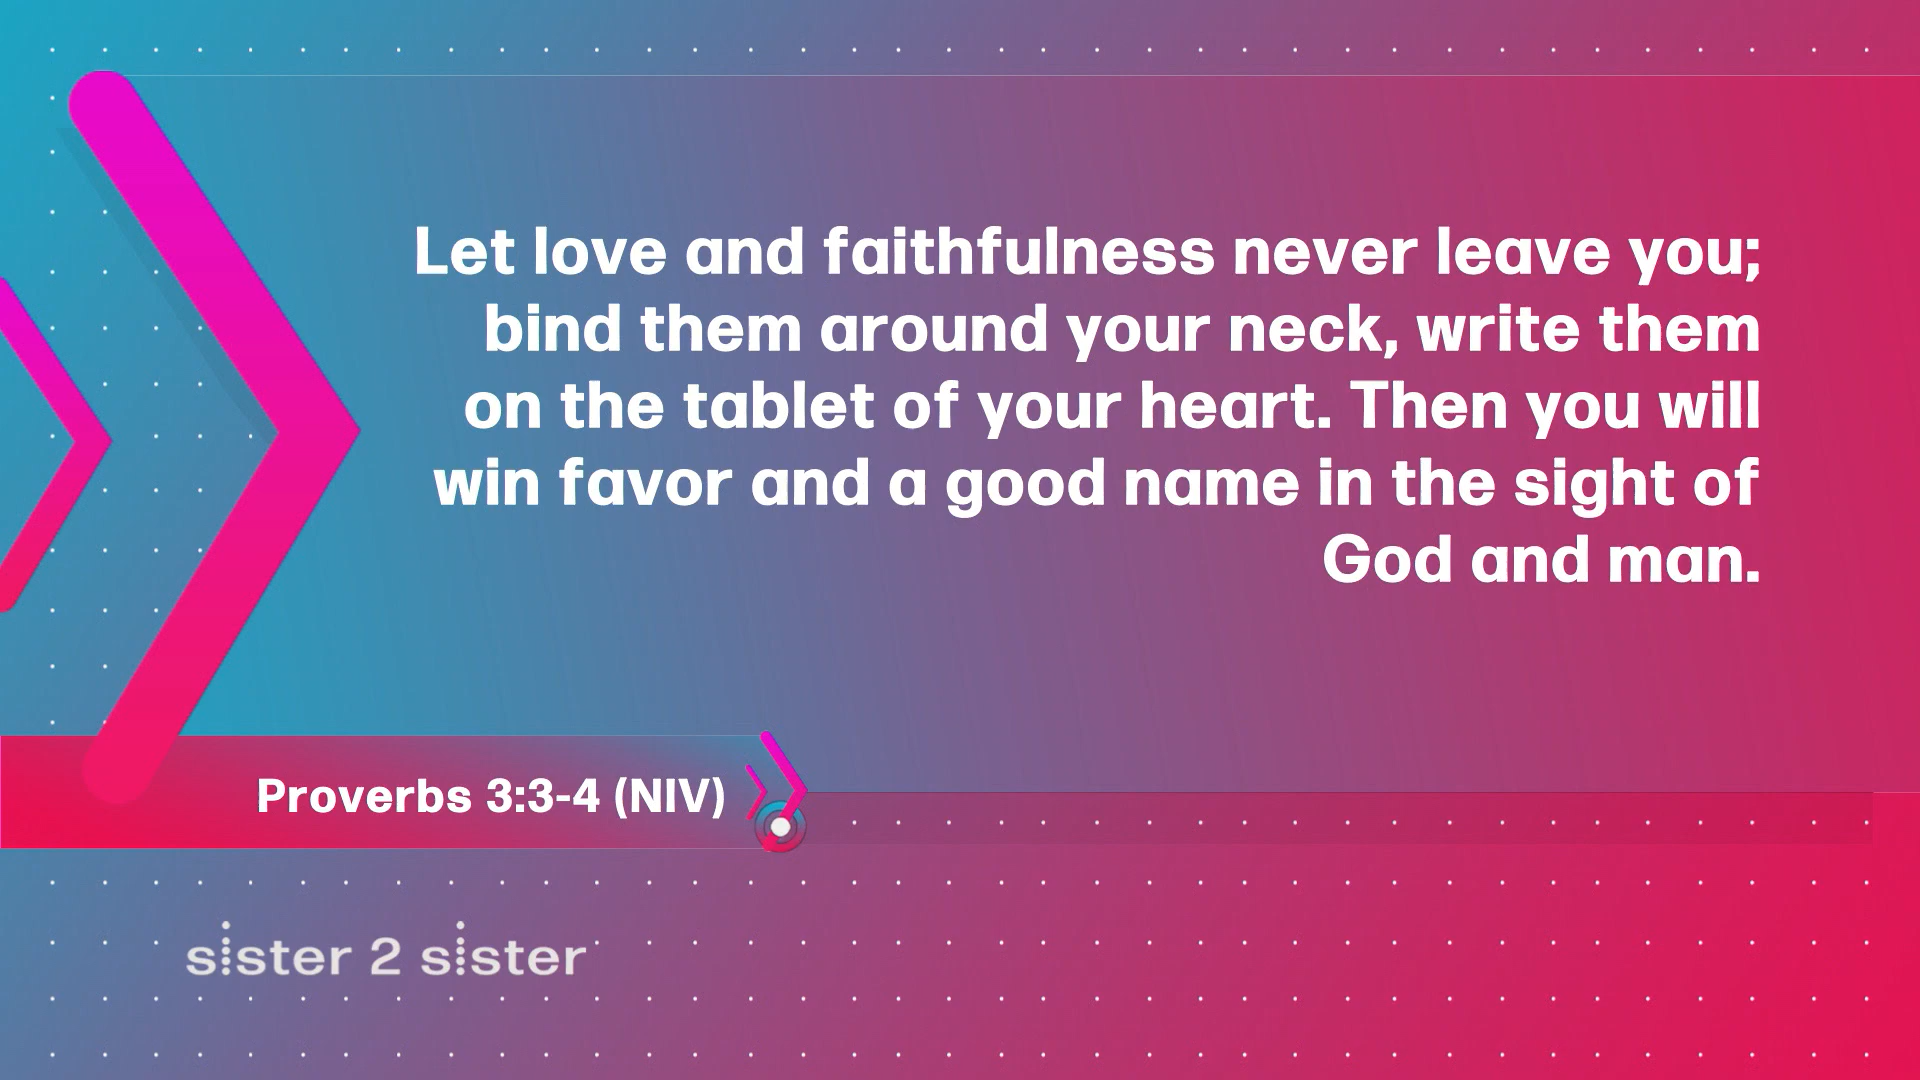 Let love and faithfulness never leave you;
bind them around your neck, write them
on the tablet of your heart. Then you will
win favor and a good name in the sight of
God and man.
Proverbs 3:3-4 (NIV)
sister 2 sister